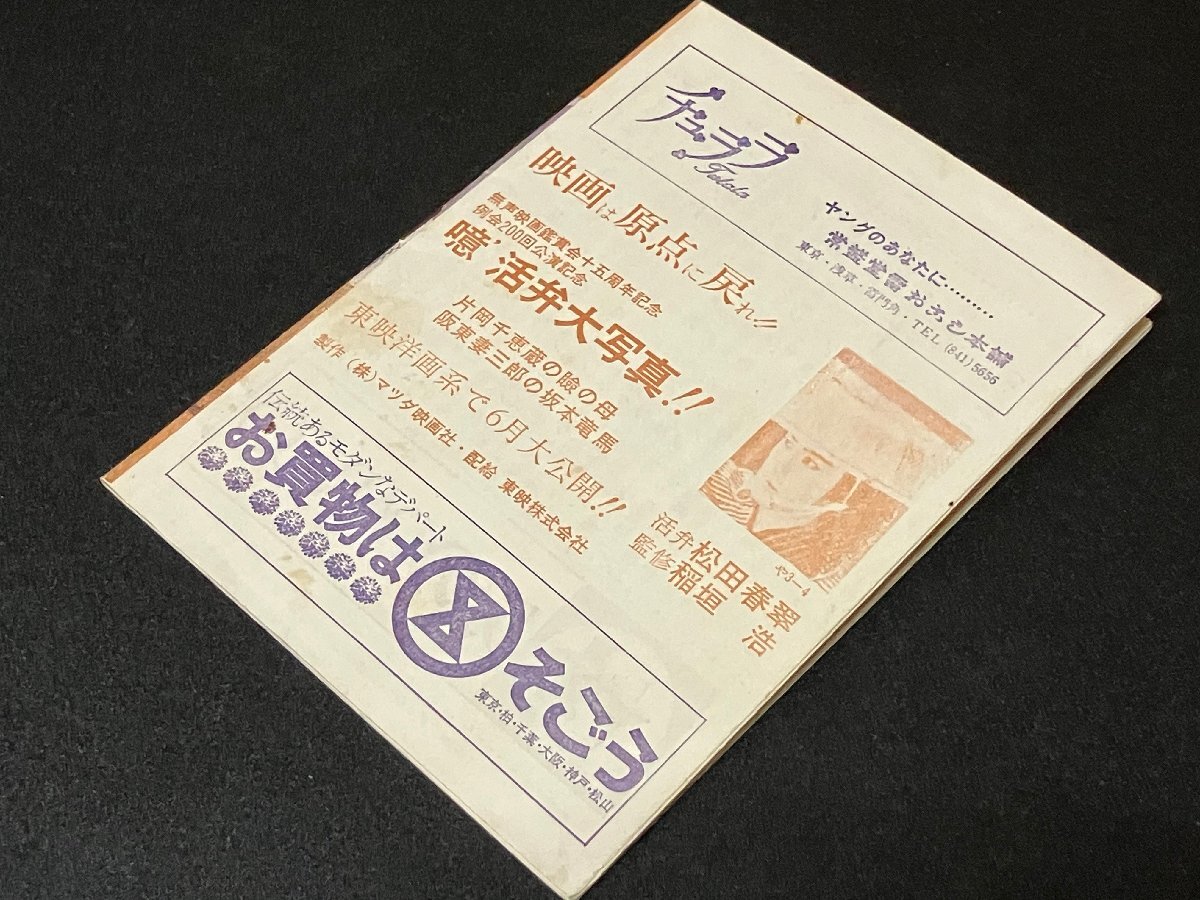 チュララ
Tulala
ヤングのあなたに………
常盤堂雷おこし本舗
東京・浅草・雷門角・TEL (841) 5656
映画は原点に戻れ!!
無声映画鑑賞会十五周年記念
例会200回公演記念
噫、活弁大写真!!
片岡千恵蔵の瞼の母
阪東妻三郎の坂本竜馬
東映洋画系で6月大公開!!
製作 (株)マツダ映画社・配給 東映株式会社
や3—4
活弁 松田春翠
監修 稲垣 浩
伝統あるモダンなデパート
お買物は
そごう
東京・柏・千葉・大阪・神戸・松山